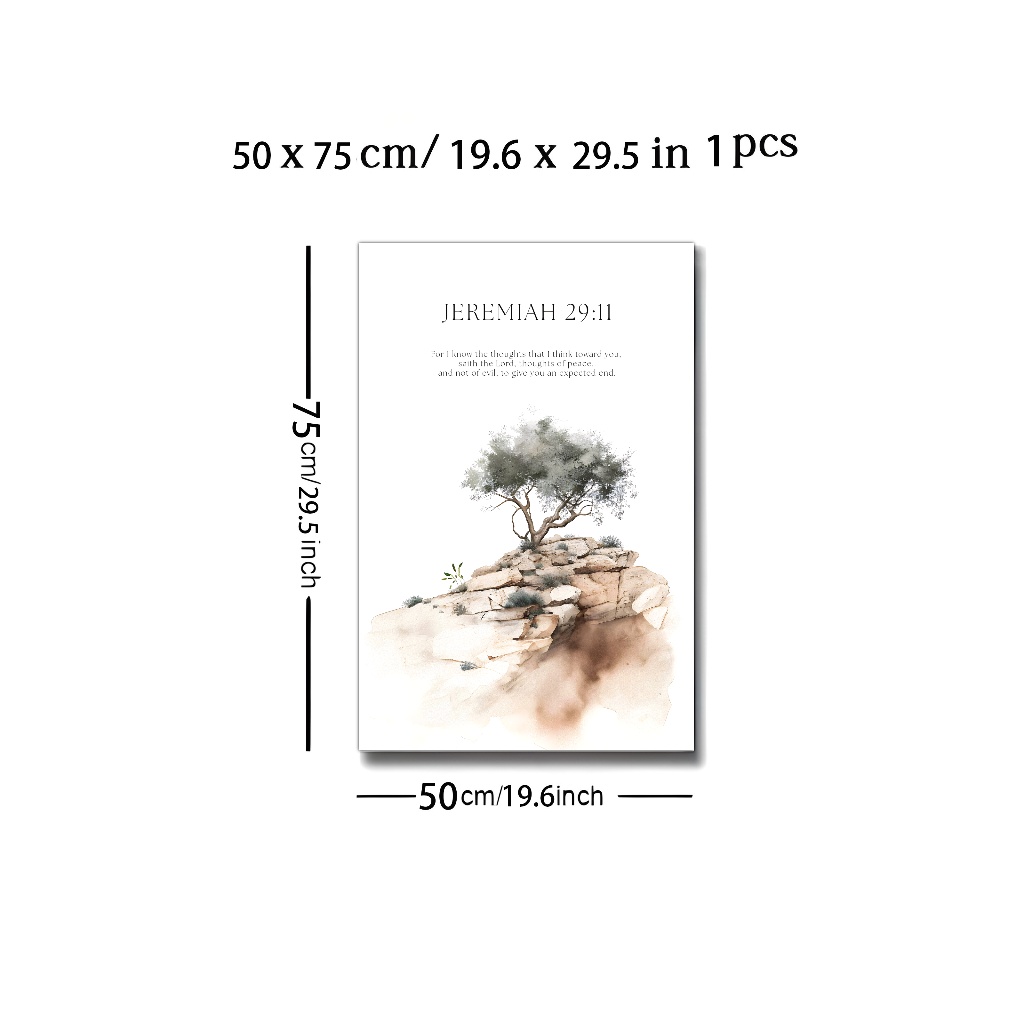 50 x 75 cm/ 19.6 x 29.5 in 1 pcs
JEREMIAH 29:11
For I know the thoughts that I think toward you,
saith the Lord, thoughts of peace,
and not of evil, to give you an expected end.
75cm/29.5inch
50cm/19.6inch